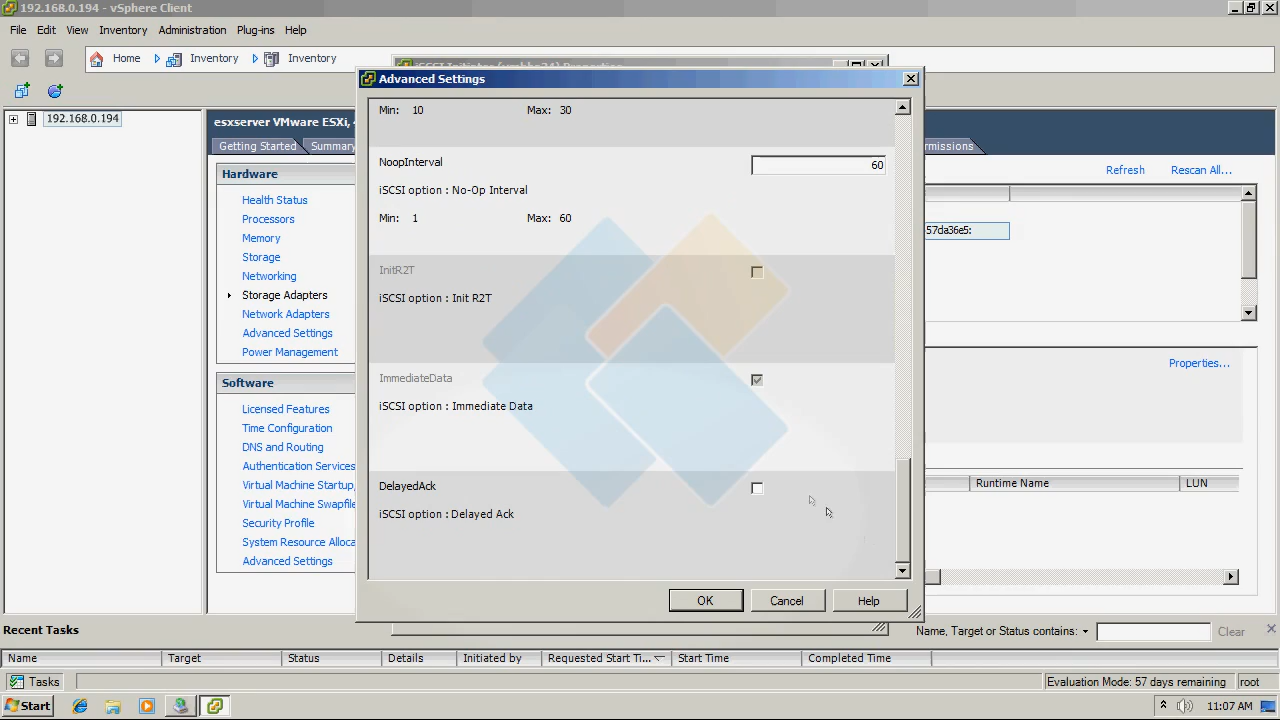 192.168.0.194 - vSphere Client
File Edit View Inventory Administration Plug-ins Help
Home Inventory Inventory
192.168.0.194
esxserver VMware ESXi, 4
Getting Started Summary rmissions
Hardware
Health Status
Processors
Memory
Storage
Networking
Storage Adapters
Network Adapters
Advanced Settings
Power Management
Software
Licensed Features
Time Configuration
DNS and Routing
Authentication Services
Virtual Machine Startup,
Virtual Machine Swapfile
Security Profile
System Resource Alloca
Advanced Settings
Advanced Settings
Min: 10 Max: 30
NoopInterval 60
iSCSI option : No-Op Interval
Min: 1 Max: 60
InitR2T
iSCSI option : Init R2T
ImmediateData
iSCSI option : Immediate Data
DelayedAck
iSCSI option : Delayed Ack
OK Cancel Help
Refresh Rescan All...
57da36e5:
Properties...
Runtime Name LUN
Recent Tasks Name, Target or Status contains: Clear
Name Target Status Details Initiated by Requested Start Ti... Start Time Completed Time
Tasks Evaluation Mode: 57 days remaining root
Start 11:07 AM